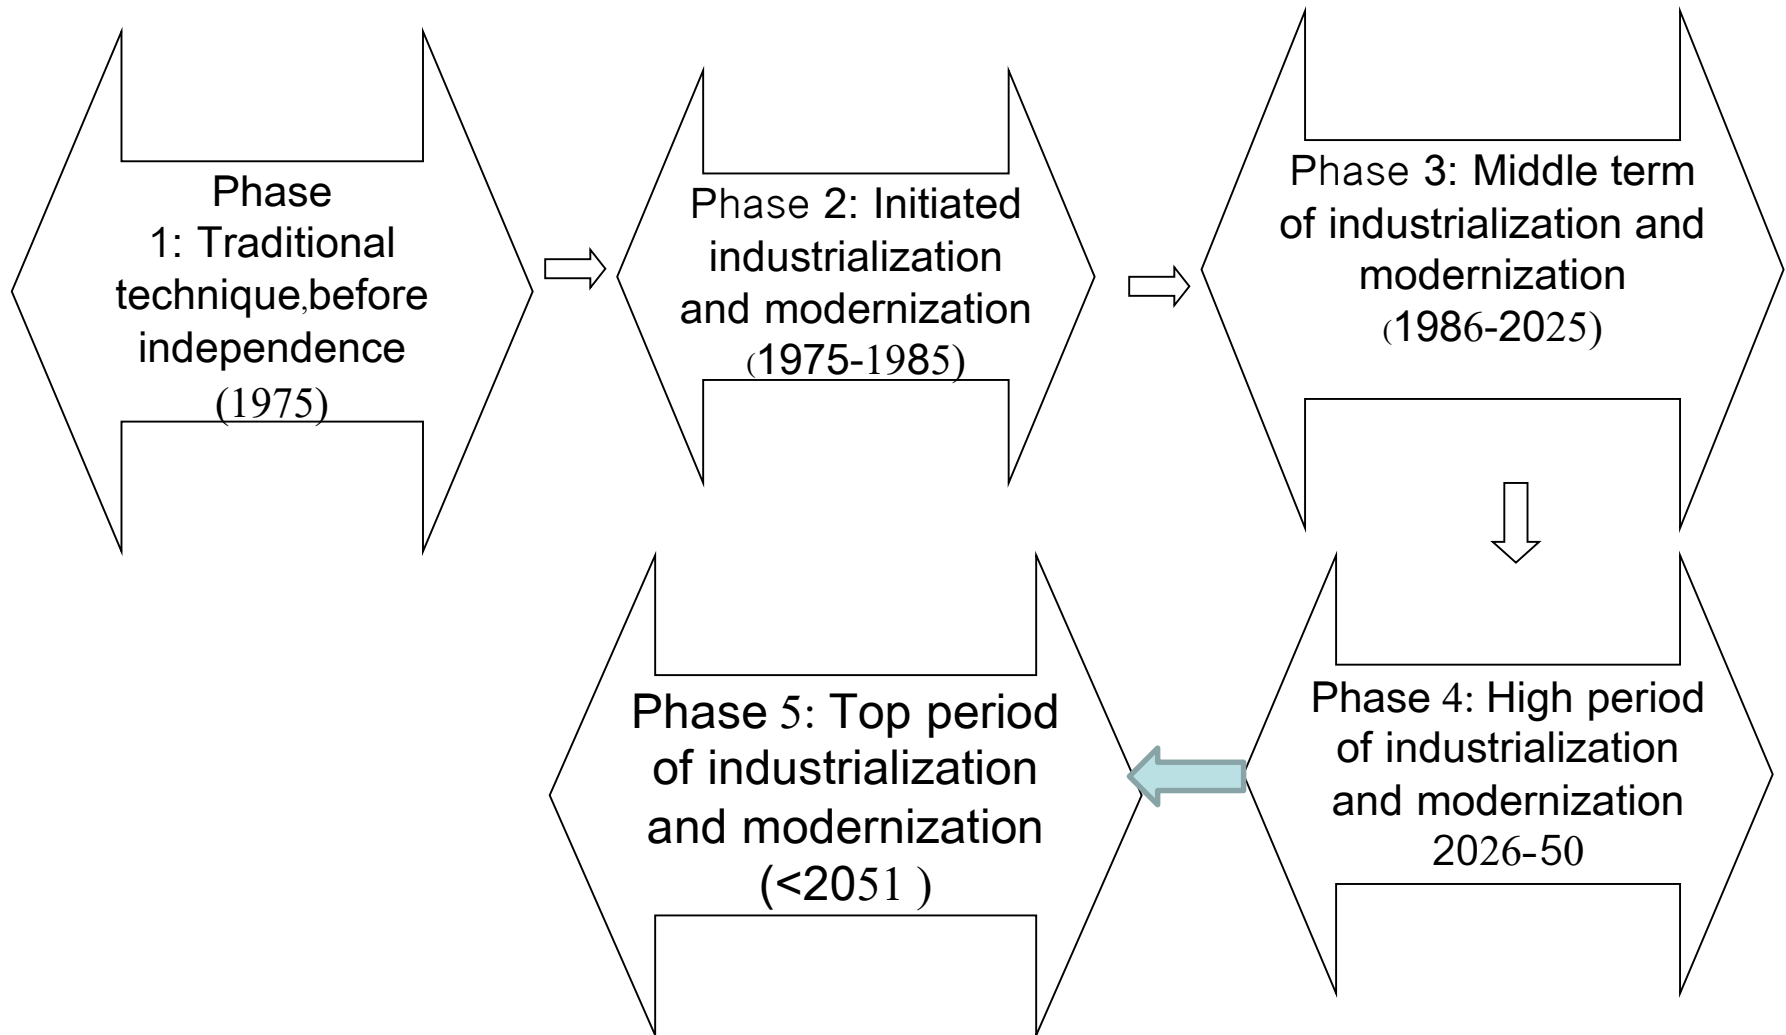 Phase
1: Traditional
technique,before
independence
(1975)
Phase 2: Initiated
industrialization
and modernization
(1975-1985)
Phase 3: Middle term
of industrialization and
modernization
(1986-2025)
Phase 4: High period
of industrialization
and modernization
2026-50
Phase 5: Top period
of industrialization
and modernization
(<2051 )